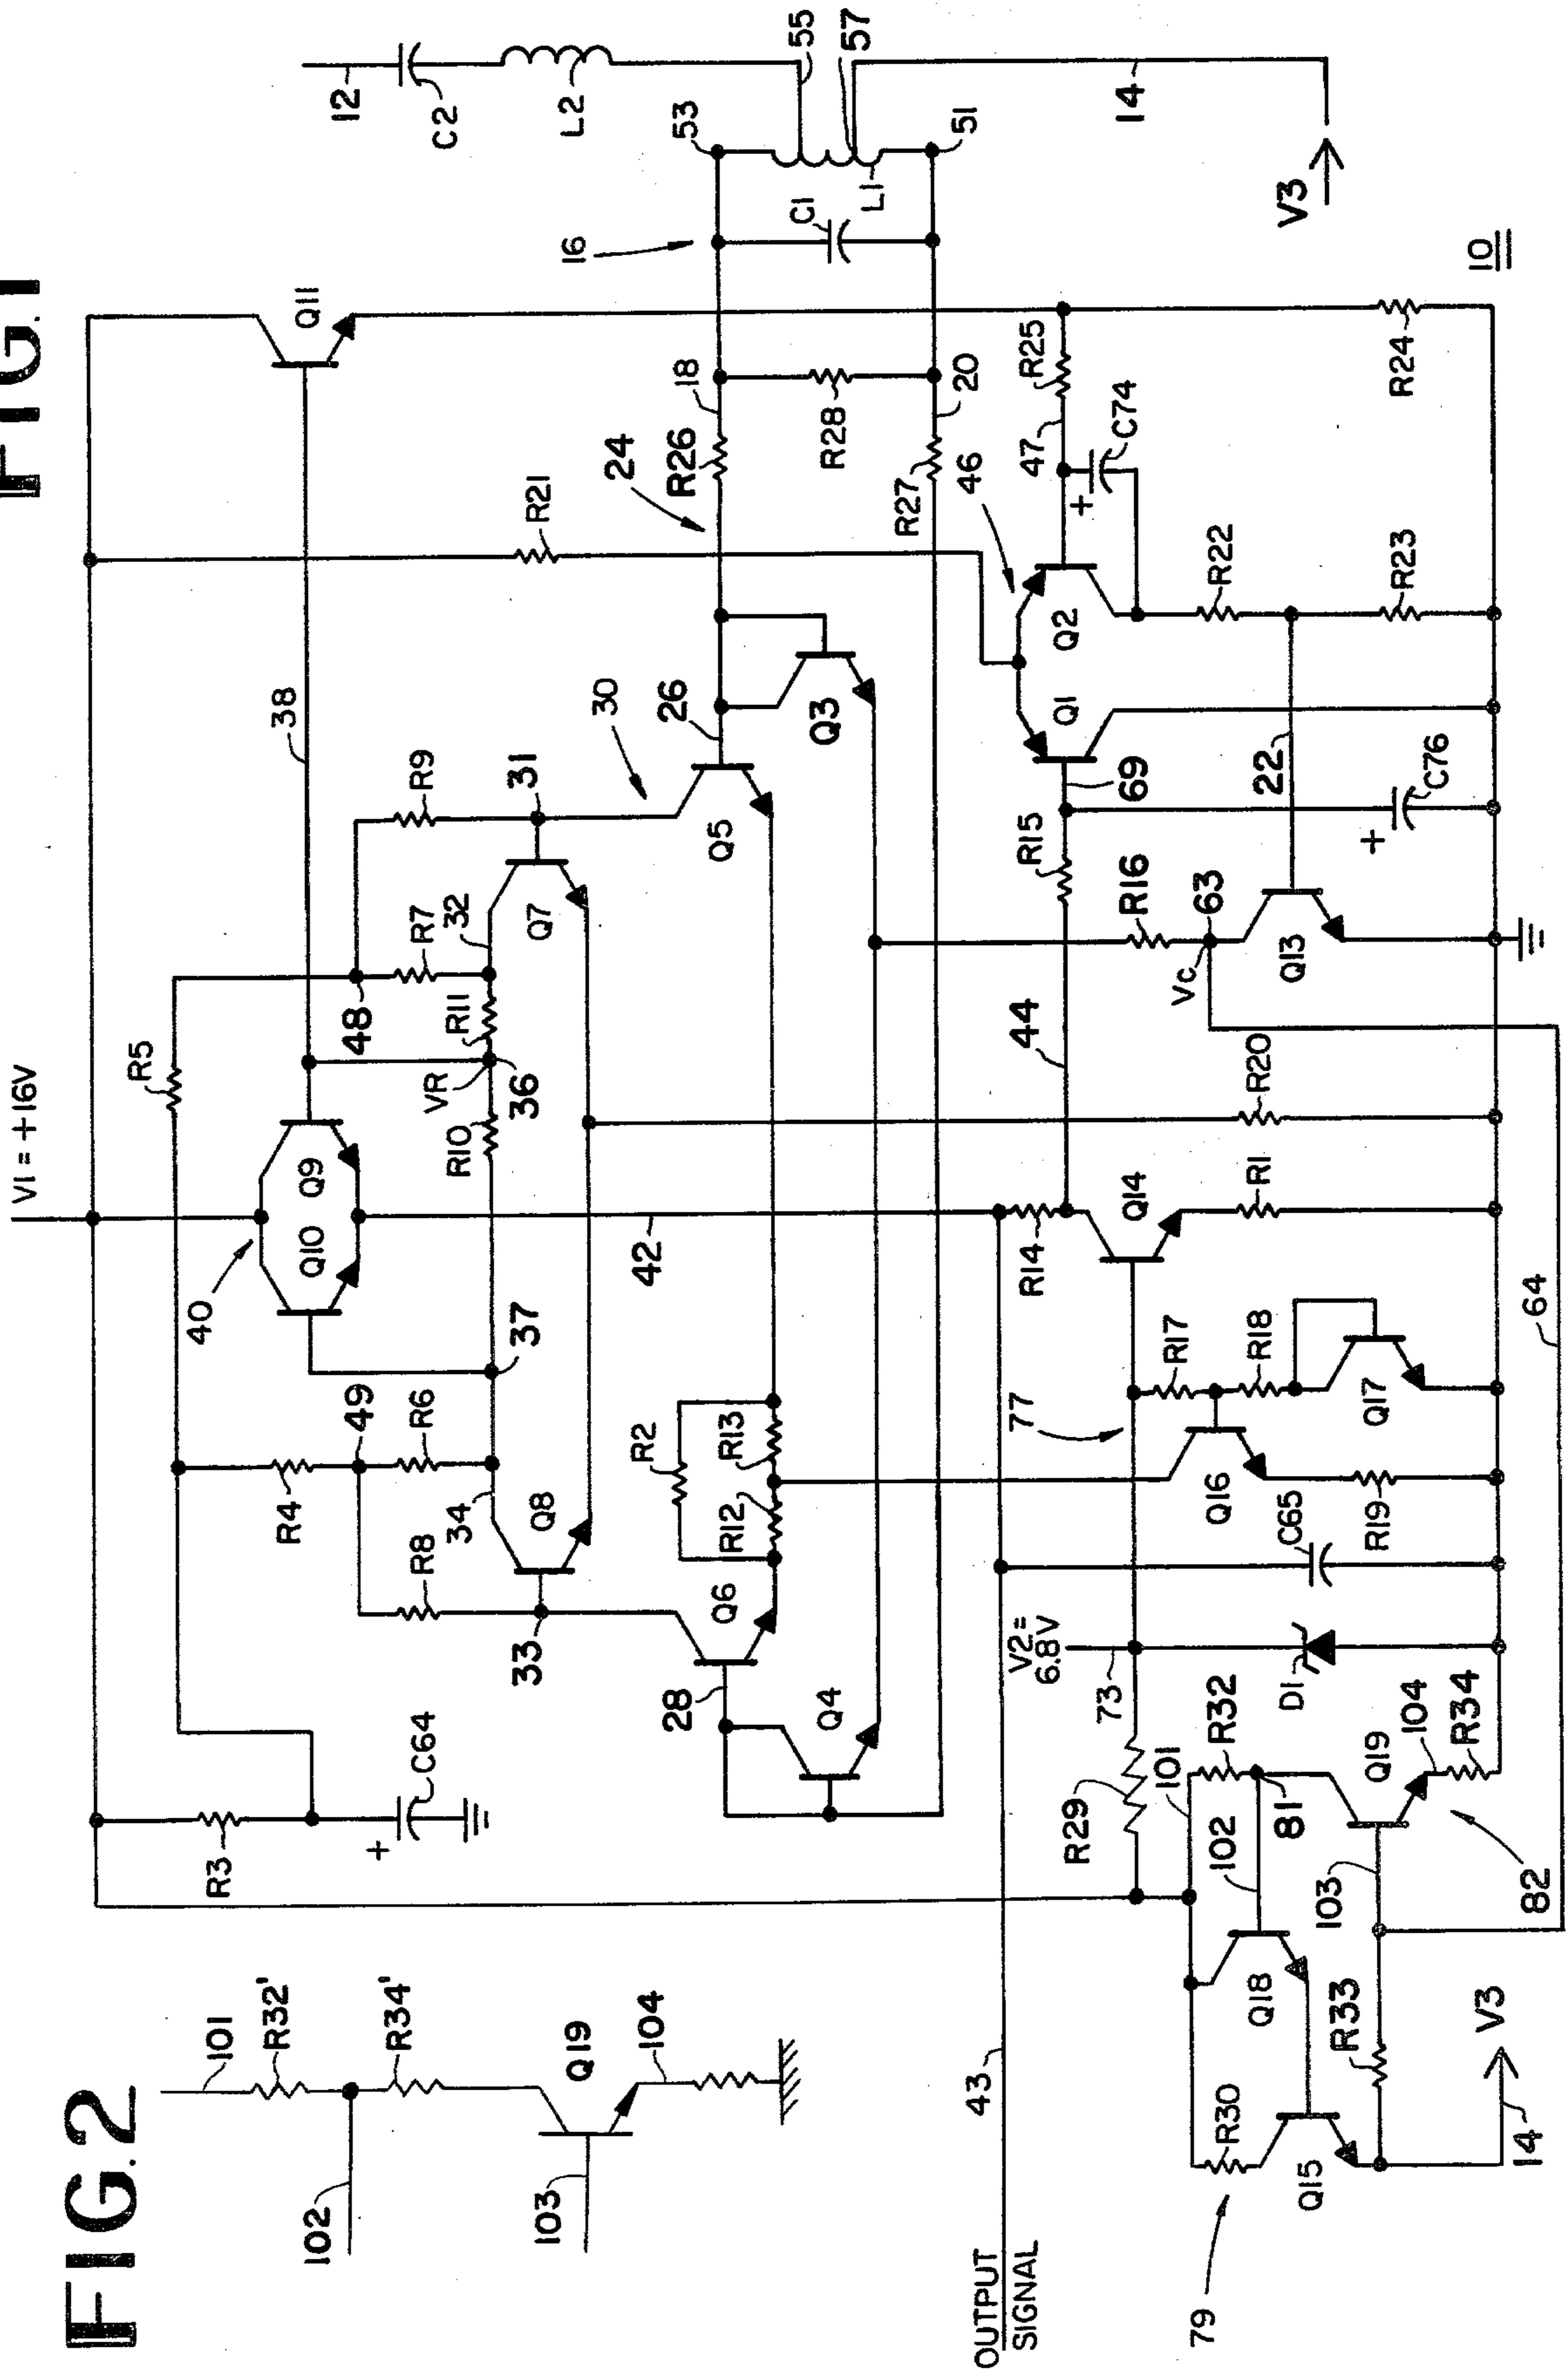 FIG.1
V1 = +16V
12
C2
L2
55
57
53
51
14
V3
10
16
C1
L1
Q11
R24
18
20
R28
R25
47
C74
+
24
R26
R27
46
R21
R22
R23
Q2
Q1
22
69
C76
+
38
30
26
Q3
R9
31
Q5
R15
R16
63
Vc
Q13
R7
32
Q7
48
R11
R5
VR
36
R10
44
R20
Q9
Q10
40
42
R14
Q14
R1
37
64
49
R6
R4
34
R8
Q8
R2
R13
R12
77
R17
R18
Q17
Q16
R19
33
Q6
C65
28
Q4
V2 =
6.8V
73
D1
R3
+
C64
R29
101
R32
102
81
Q19
104
R34
103
82
Q18
R33
R30
Q15
79
14
V3
43
OUTPUT
SIGNAL
FIG.2
101
R32'
R34'
102
Q19
103
104